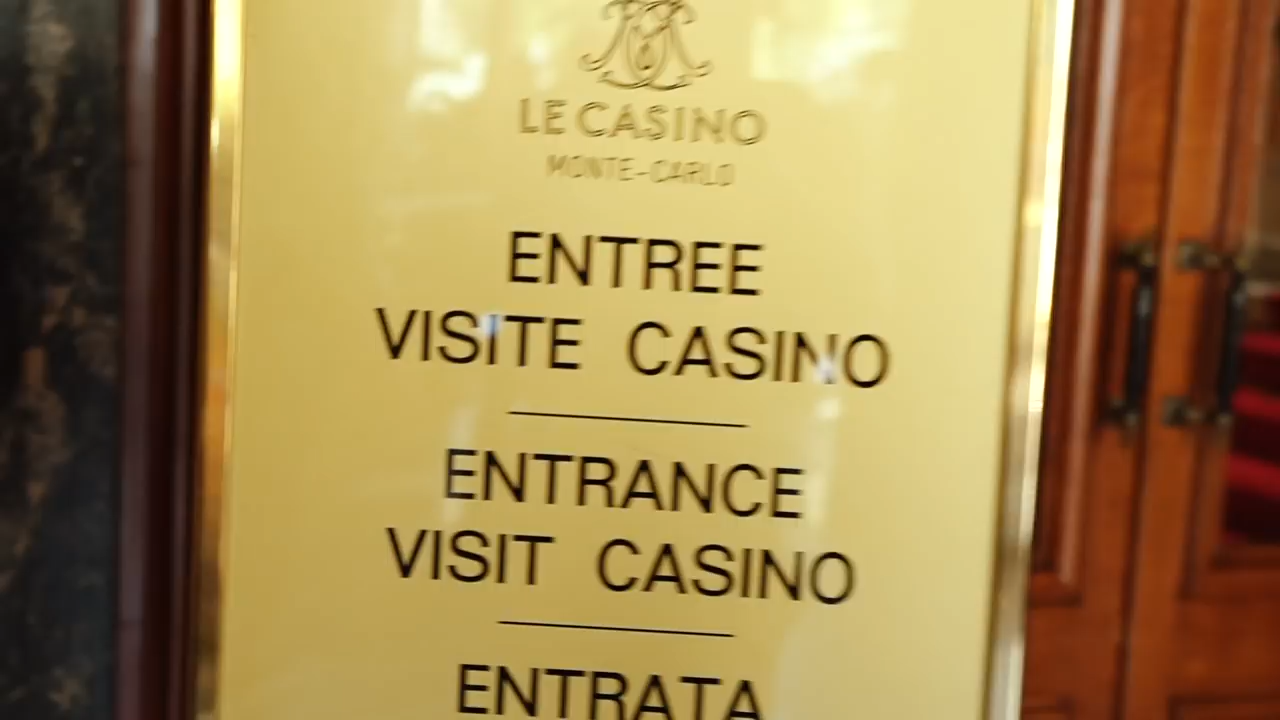 LE CASINO
MONTE-CARLO
ENTREE
VISITE CASINO
ENTRANCE
VISIT CASINO
ENTRATA